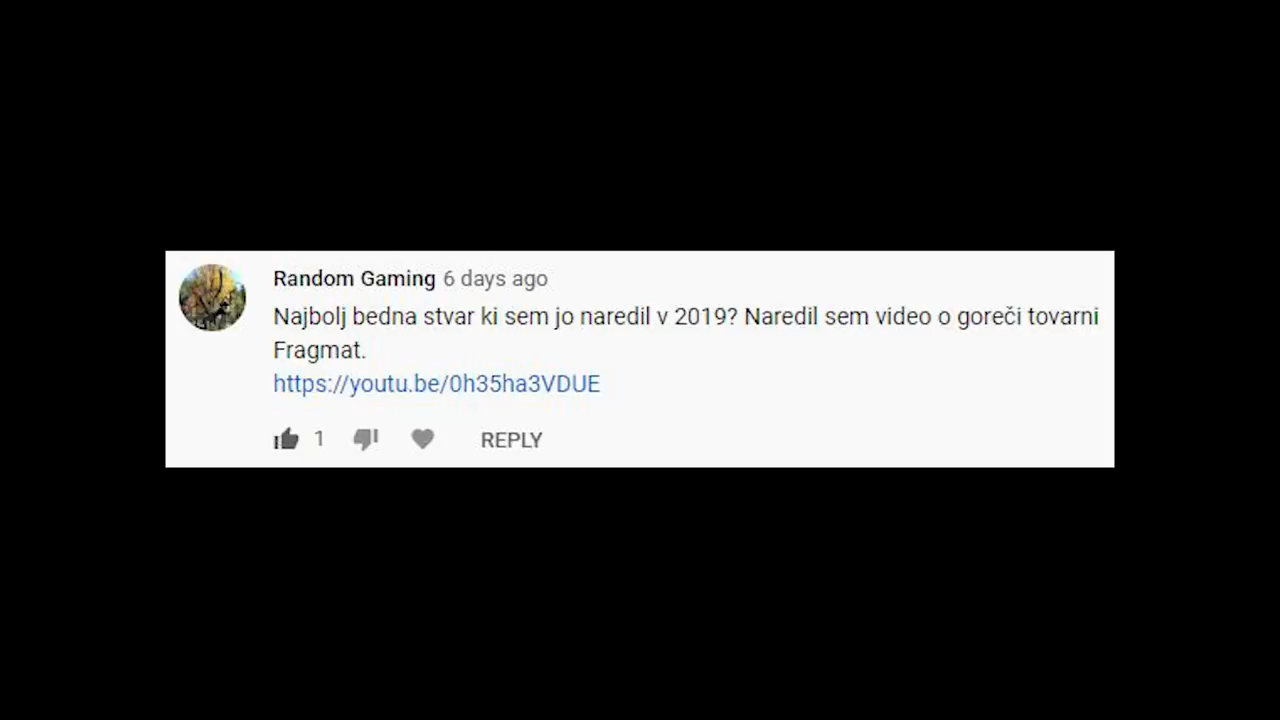 Random Gaming 6 days ago
Najbolj bedna stvar ki sem jo naredil v 2019? Naredil sem video o goreči tovarni
Fragmat.
https://youtu.be/0h35ha3VDUE
1 REPLY